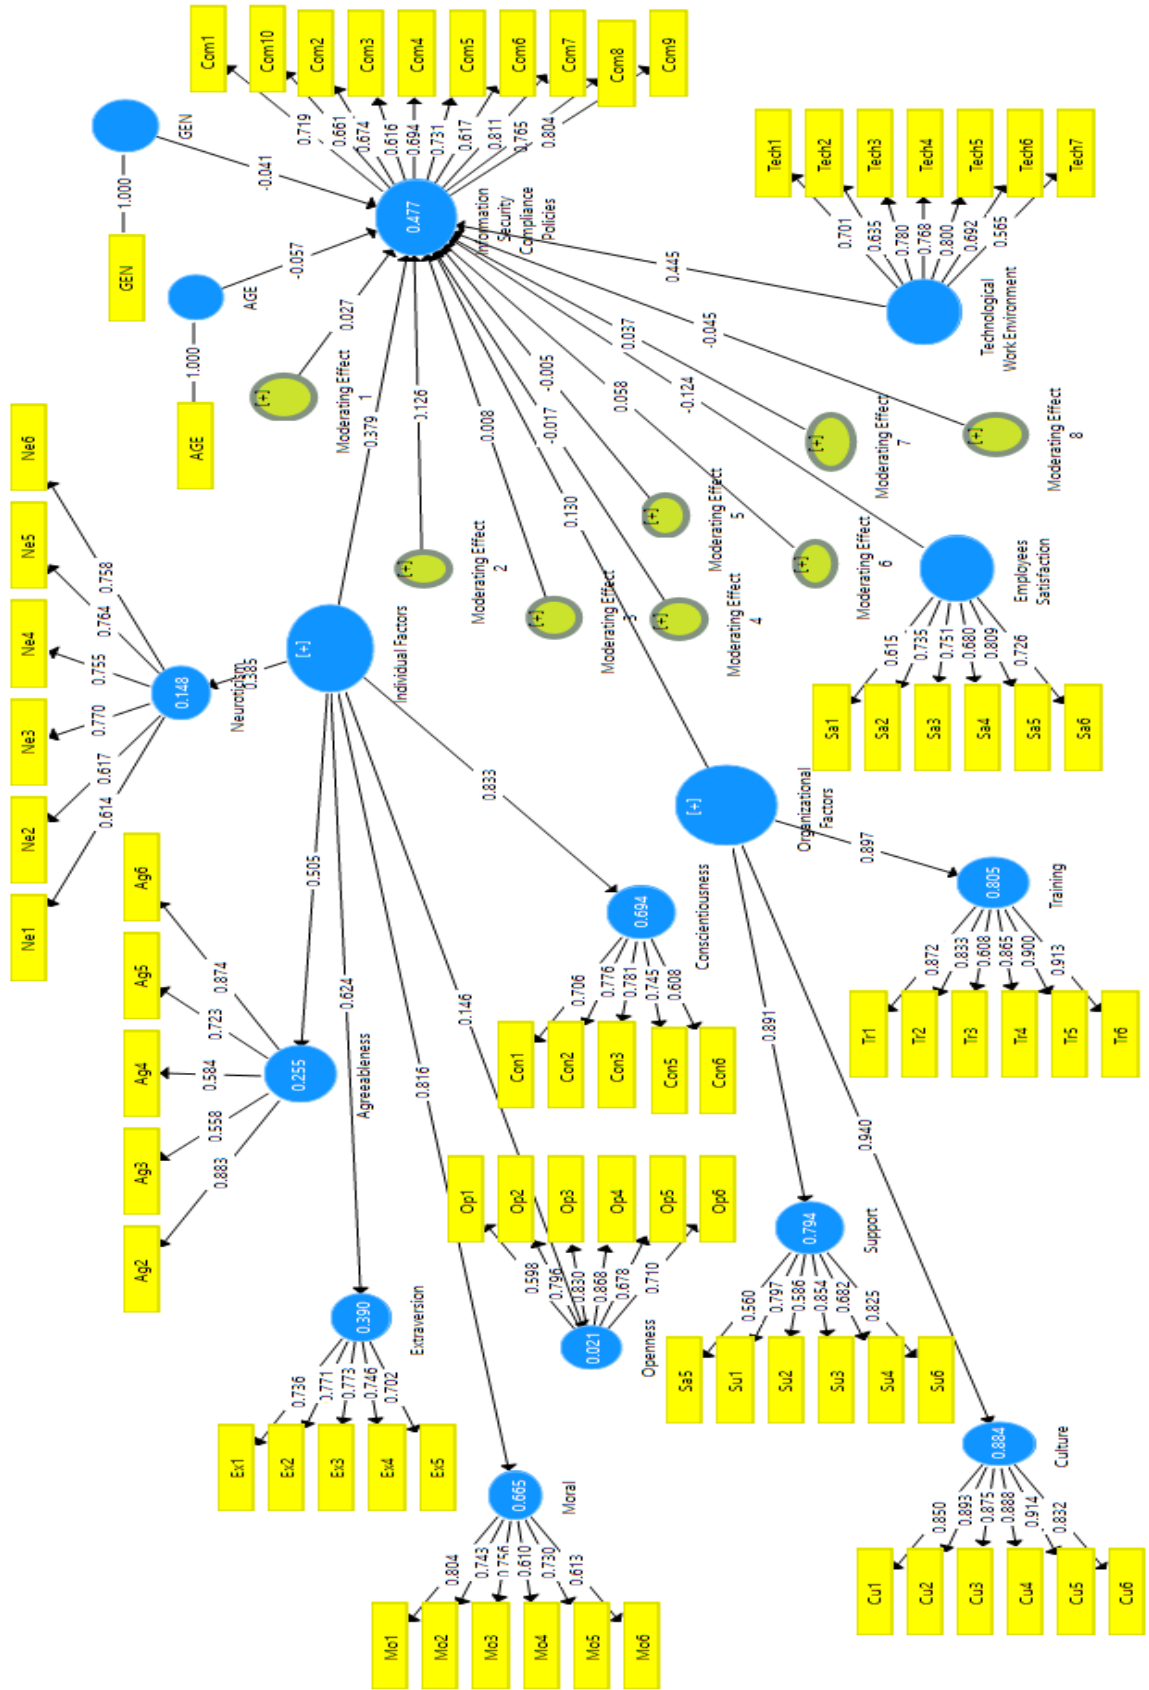 GEN
1.000
GEN
-0.041
AGE
1.000
AGE
-0.057
Com1
Com10
Com2
Com3
Com4
Com5
Com6
Com7
Com8
Com9
0.719
0.661
0.674
0.616
0.694
0.731
0.617
0.811
0.765
0.804
0.477
Information
Security
Compliance
Policies
[+]
Moderating Effect
1
0.027
0.379
[+]
Moderating Effect
2
0.126
[+]
Moderating Effect
3
0.008
[+]
Moderating Effect
4
-0.017
[+]
Moderating Effect
5
-0.005
[+]
Moderating Effect
6
0.058
[+]
Moderating Effect
7
0.037
[+]
Moderating Effect
8
-0.045
0.130
-0.124
0.445
Tech1
Tech2
Tech3
Tech4
Tech5
Tech6
Tech7
0.701
0.635
0.780
0.768
0.800
0.692
0.565
Technological
Work Environment
Ne1
Ne2
Ne3
Ne4
Ne5
Ne6
0.614
0.617
0.770
0.755
0.764
0.758
0.148
Neuroticism
0.385
[+]
Individual Factors
Ag2
Ag3
Ag4
Ag5
Ag6
0.883
0.558
0.584
0.723
0.874
0.255
Agreeableness
0.505
0.624
0.816
0.146
0.833
Ex1
Ex2
Ex3
Ex4
Ex5
0.736
0.771
0.773
0.746
0.702
0.390
Extraversion
Mo1
Mo2
Mo3
Mo4
Mo5
Mo6
0.804
0.743
0.756
0.610
0.730
0.613
0.665
Moral
Op1
Op2
Op3
Op4
Op5
Op6
0.598
0.796
0.830
0.868
0.678
0.710
0.021
Openness
Con1
Con2
Con3
Con5
Con6
0.706
0.776
0.781
0.745
0.608
0.694
Conscientiousness
[+]
Organizational
Factors
0.897
0.891
0.940
Sa1
Sa2
Sa3
Sa4
Sa5
Sa6
0.615
0.735
0.751
0.680
0.809
0.726
Employees
Satisfaction
Tr1
Tr2
Tr3
Tr4
Tr5
Tr6
0.872
0.833
0.608
0.865
0.900
0.913
0.805
Training
Sa5
Su1
Su2
Su3
Su4
Su6
0.560
0.797
0.586
0.854
0.682
0.825
0.794
Support
Cu1
Cu2
Cu3
Cu4
Cu5
Cu6
0.850
0.893
0.875
0.888
0.914
0.832
0.884
Culture